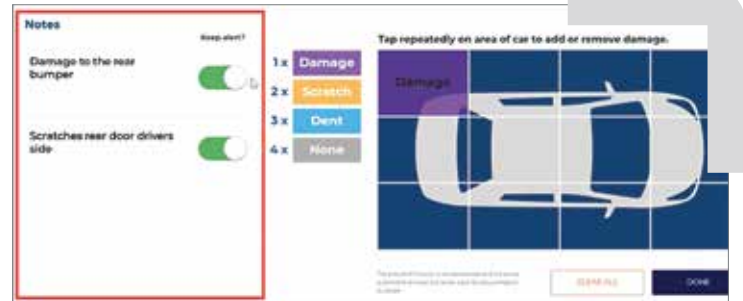 Notes
Keep alert?
Damage to the rear
bumper
Scratches rear door drivers
side
1 x Damage
2 x Scratch
3 x Dent
4 x None
Tap repeatedly on area of car to add or remove damage.
Damage
CLEAR ALL
DONE